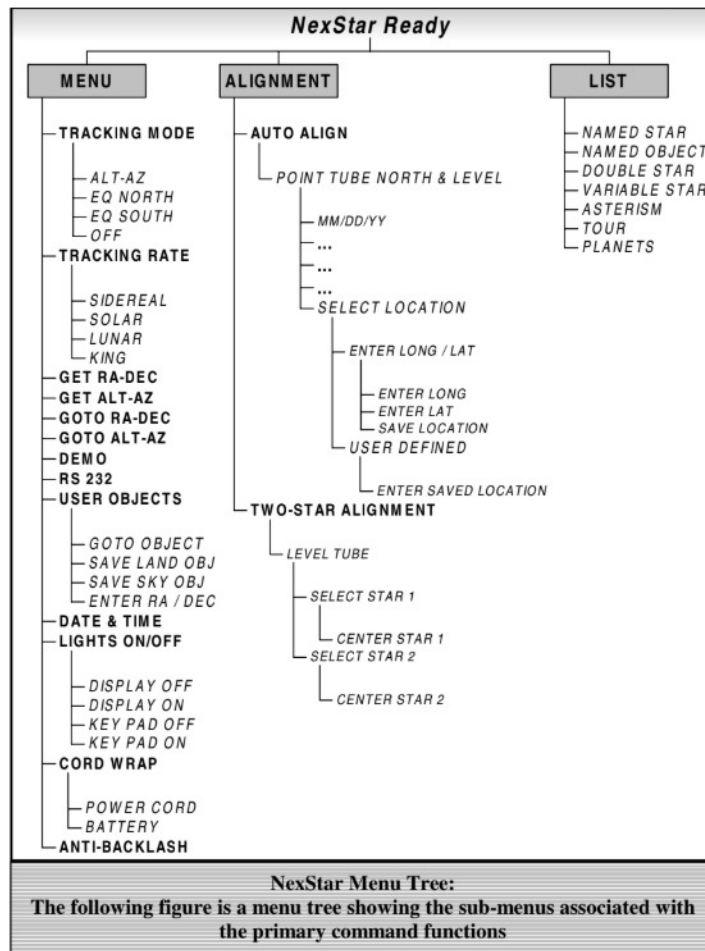 NexStar Ready
MENU
TRACKING MODE
ALT-AZ
EQ NORTH
EQ SOUTH
OFF
TRACKING RATE
SIDEREAL
SOLAR
LUNAR
KING
GET RA-DEC
GET ALT-AZ
GOTO RA-DEC
GOTO ALT-AZ
DEMO
RS 232
USER OBJECTS
GOTO OBJECT
SAVE LAND OBJ
SAVE SKY OBJ
ENTER RA / DEC
DATE & TIME
LIGHTS ON/OFF
DISPLAY OFF
DISPLAY ON
KEY PAD OFF
KEY PAD ON
CORD WRAP
POWER CORD
BATTERY
ANTI-BACKLASH
ALIGNMENT
AUTO ALIGN
POINT TUBE NORTH & LEVEL
MM/DD/YY
...
...
...
SELECT LOCATION
ENTER LONG / LAT
ENTER LONG
ENTER LAT
SAVE LOCATION
USER DEFINED
ENTER SAVED LOCATION
TWO-STAR ALIGNMENT
LEVEL TUBE
SELECT STAR 1
CENTER STAR 1
SELECT STAR 2
CENTER STAR 2
LIST
NAMED STAR
NAMED OBJECT
DOUBLE STAR
VARIABLE STAR
ASTERISM
TOUR
PLANETS
NexStar Menu Tree:
The following figure is a menu tree showing the sub-menus associated with
the primary command functions